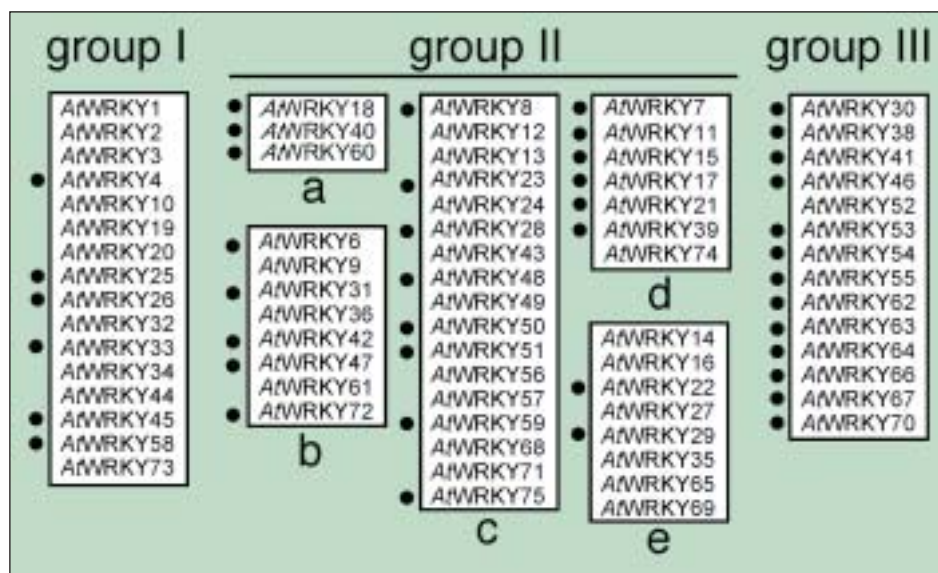 group I
AtWRKY1
AtWRKY2
AtWRKY3
AtWRKY4
AtWRKY10
AtWRKY19
AtWRKY20
AtWRKY25
AtWRKY26
AtWRKY32
AtWRKY33
AtWRKY34
AtWRKY44
AtWRKY45
AtWRKY58
AtWRKY73
group II
AtWRKY18
AtWRKY40
AtWRKY60
a
AtWRKY6
AtWRKY9
AtWRKY31
AtWRKY36
AtWRKY42
AtWRKY47
AtWRKY61
AtWRKY72
b
AtWRKY8
AtWRKY12
AtWRKY13
AtWRKY23
AtWRKY24
AtWRKY28
AtWRKY43
AtWRKY48
AtWRKY49
AtWRKY50
AtWRKY51
AtWRKY56
AtWRKY57
AtWRKY59
AtWRKY68
AtWRKY71
AtWRKY75
c
AtWRKY7
AtWRKY11
AtWRKY15
AtWRKY17
AtWRKY21
AtWRKY39
AtWRKY74
d
AtWRKY14
AtWRKY16
AtWRKY22
AtWRKY27
AtWRKY29
AtWRKY35
AtWRKY65
AtWRKY69
e
group III
AtWRKY30
AtWRKY38
AtWRKY41
AtWRKY46
AtWRKY52
AtWRKY53
AtWRKY54
AtWRKY55
AtWRKY62
AtWRKY63
AtWRKY64
AtWRKY66
AtWRKY67
AtWRKY70